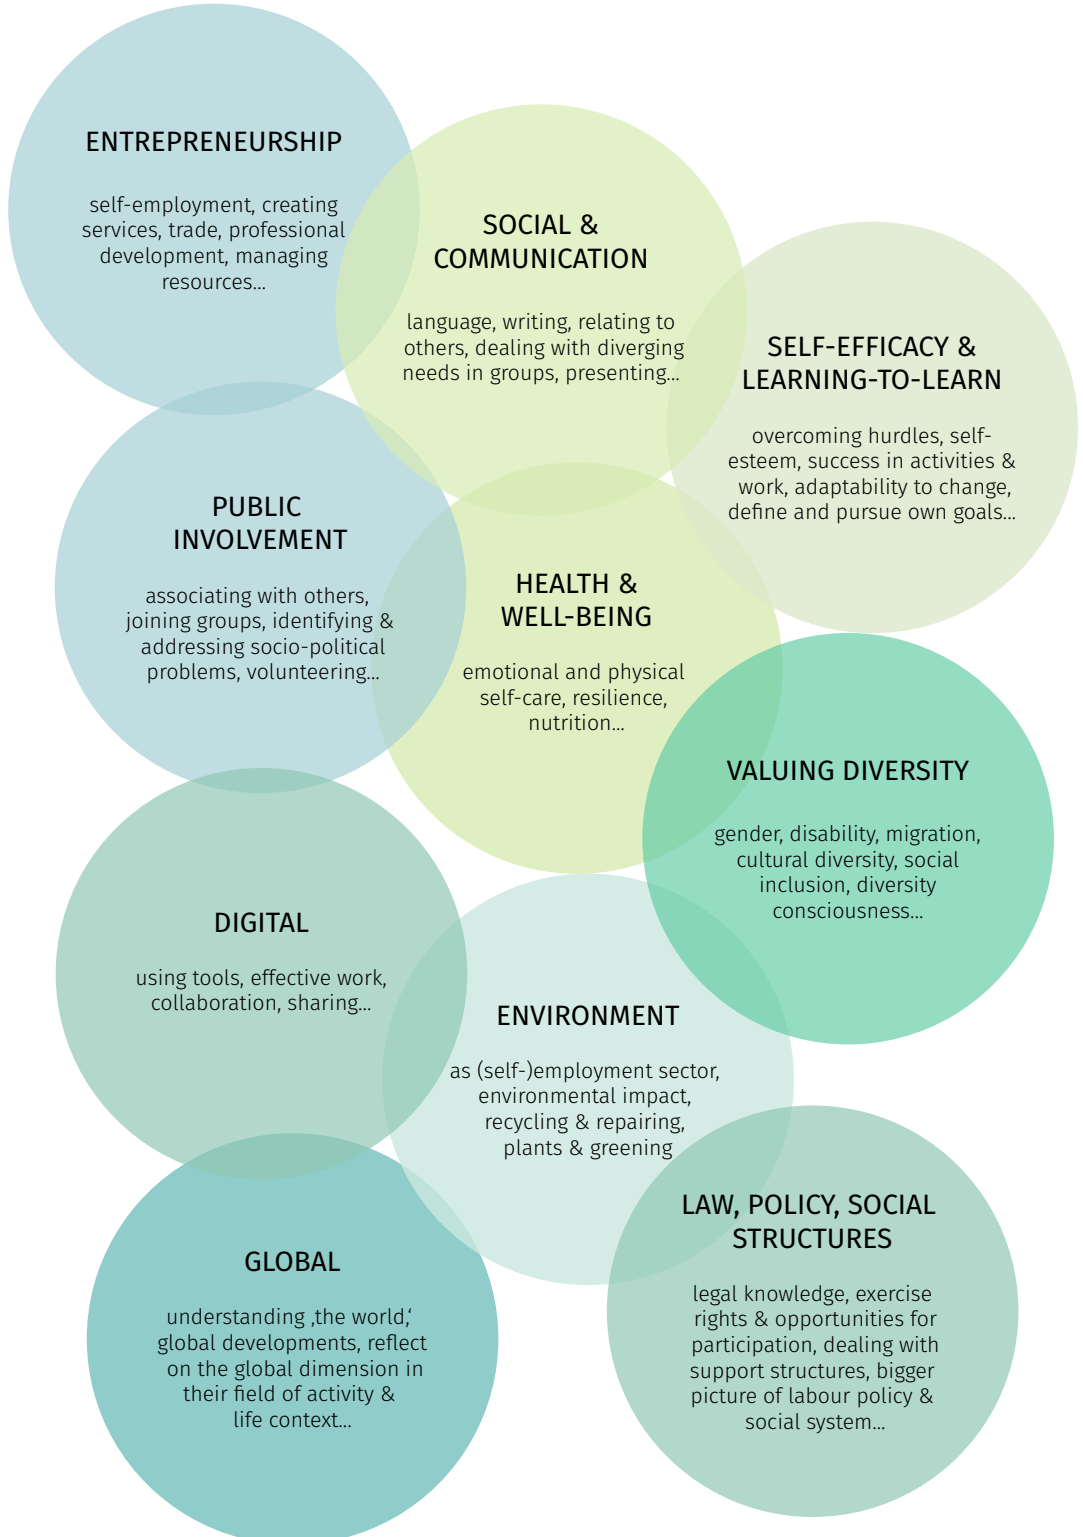 ENTREPRENEURSHIP
self-employment, creating
services, trade, professional
development, managing
resources...
SOCIAL &
COMMUNICATION
language, writing, relating to
others, dealing with diverging
needs in groups, presenting...
SELF-EFFICACY &
LEARNING-TO-LEARN
overcoming hurdles, self-
esteem, success in activities &
work, adaptability to change,
define and pursue own goals...
PUBLIC
INVOLVEMENT
associating with others,
joining groups, identifying &
addressing socio-political
problems, volunteering...
HEALTH &
WELL-BEING
emotional and physical
self-care, resilience,
nutrition...
VALUING DIVERSITY
gender, disability, migration,
cultural diversity, social
inclusion, diversity
consciousness...
DIGITAL
using tools, effective work,
collaboration, sharing...
ENVIRONMENT
as (self-)employment sector,
environmental impact,
recycling & repairing,
plants & greening
LAW, POLICY, SOCIAL
STRUCTURES
legal knowledge, exercise
rights & opportunities for
participation, dealing with
support structures, bigger
picture of labour policy &
social system...
GLOBAL
understanding ‚the world,‘
global developments, reflect
on the global dimension in
their field of activity &
life context...